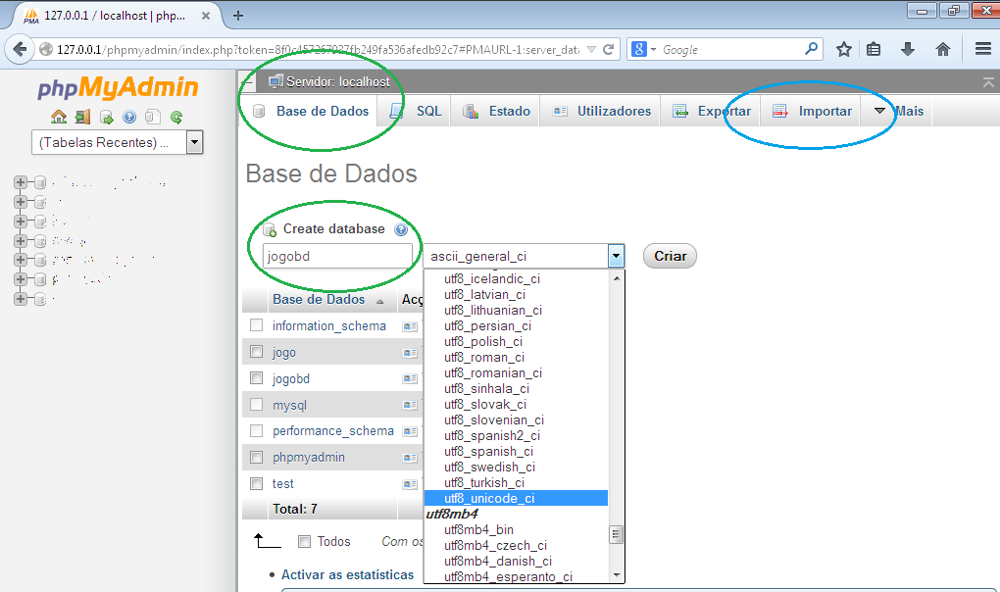 127.0.0.1 / localhost | php...
127.0.0.1/phpmyadmin/index.php?token=8f0c457267927fb249fa536afedb92c7#PMAURL-1:server_dat
Google
phpMyAdmin
(Tabelas Recentes) ...
Servidor: localhost
Base de Dados
SQL
Estado
Utilizadores
Exportar
Importar
Mais
Base de Dados
Create database
jogobd
ascii_general_ci
Criar
utf8_icelandic_ci
utf8_latvian_ci
utf8_lithuanian_ci
utf8_persian_ci
utf8_polish_ci
utf8_roman_ci
utf8_romanian_ci
utf8_sinhala_ci
utf8_slovak_ci
utf8_slovenian_ci
utf8_spanish2_ci
utf8_spanish_ci
utf8_swedish_ci
utf8_turkish_ci
utf8_unicode_ci
utf8mb4
utf8mb4_bin
utf8mb4_czech_ci
utf8mb4_danish_ci
utf8mb4_esperanto_ci
Base de Dados
Acç
information_schema
jogo
jogobd
mysql
performance_schema
phpmyadmin
test
Total: 7
Todos
Com os
Activar as estatísticas